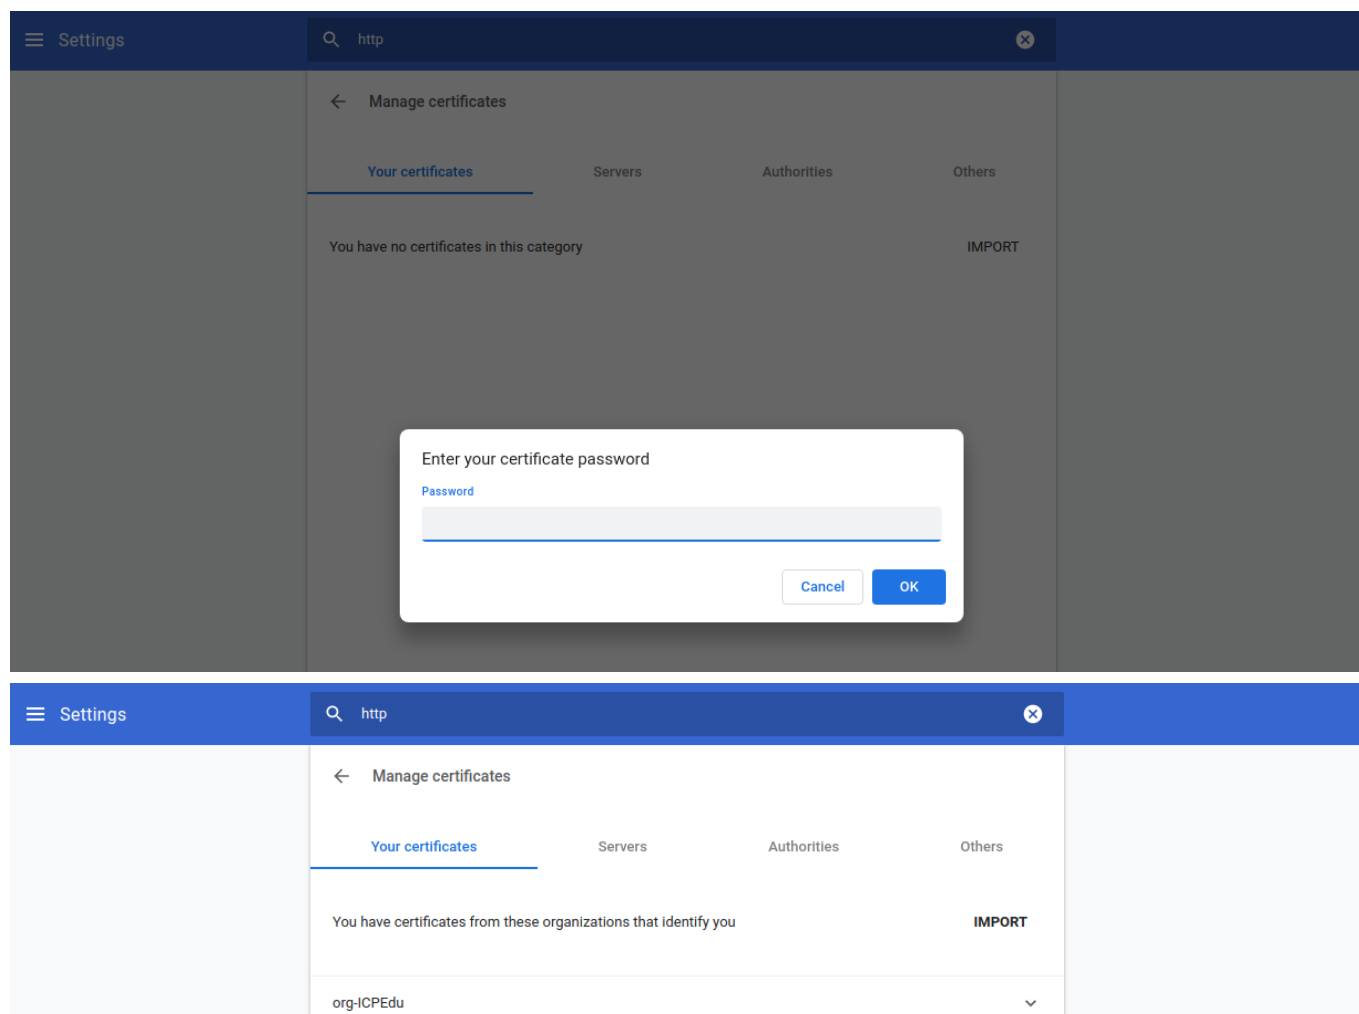 Settings
http
Manage certificates
Your certificates Servers Authorities Others
You have no certificates in this category IMPORT
Enter your certificate password
Password
Cancel OK
Settings
http
Manage certificates
Your certificates Servers Authorities Others
You have certificates from these organizations that identify you IMPORT
org-ICPEdu